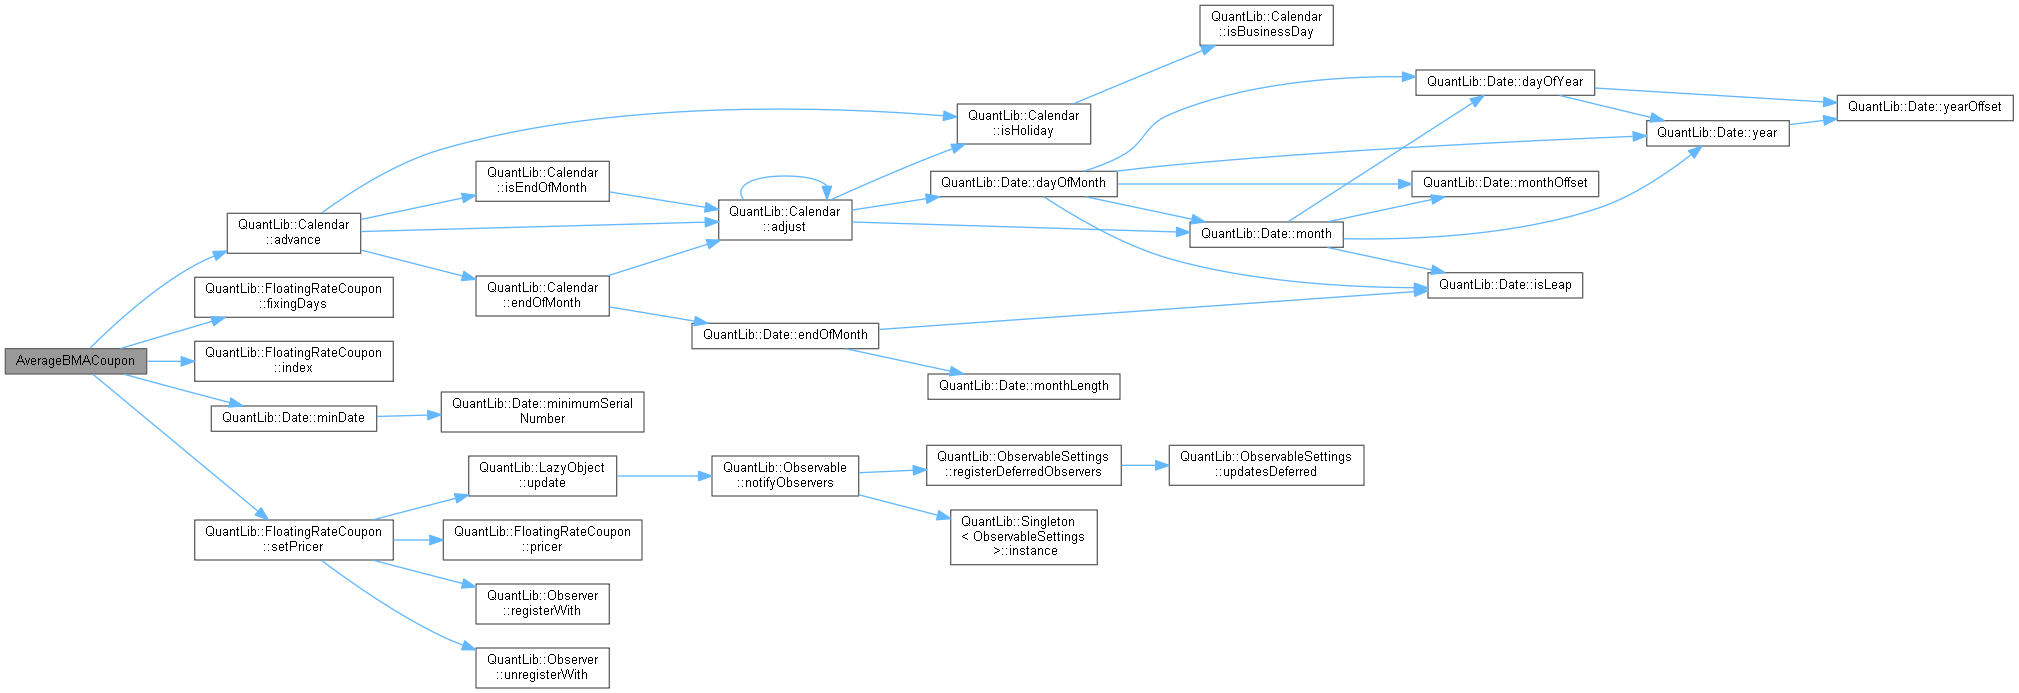 AverageBMACoupon
QuantLib::Calendar
::advance
QuantLib::FloatingRateCoupon
::fixingDays
QuantLib::FloatingRateCoupon
::index
QuantLib::Date::minDate
QuantLib::FloatingRateCoupon
::setPricer
QuantLib::Calendar
::isEndOfMonth
QuantLib::Calendar
::endOfMonth
QuantLib::Date::minimumSerial
Number
QuantLib::LazyObject
::update
QuantLib::FloatingRateCoupon
::pricer
QuantLib::Observer
::registerWith
QuantLib::Observer
::unregisterWith
QuantLib::Calendar
::adjust
QuantLib::Date::endOfMonth
QuantLib::Observable
::notifyObservers
QuantLib::Calendar
::isHoliday
QuantLib::Date::dayOfMonth
QuantLib::Date::monthLength
QuantLib::ObservableSettings
::registerDeferredObservers
QuantLib::Singleton
< ObservableSettings
>::instance
QuantLib::Calendar
::isBusinessDay
QuantLib::Date::month
QuantLib::ObservableSettings
::updatesDeferred
QuantLib::Date::dayOfYear
QuantLib::Date::monthOffset
QuantLib::Date::isLeap
QuantLib::Date::year
QuantLib::Date::yearOffset